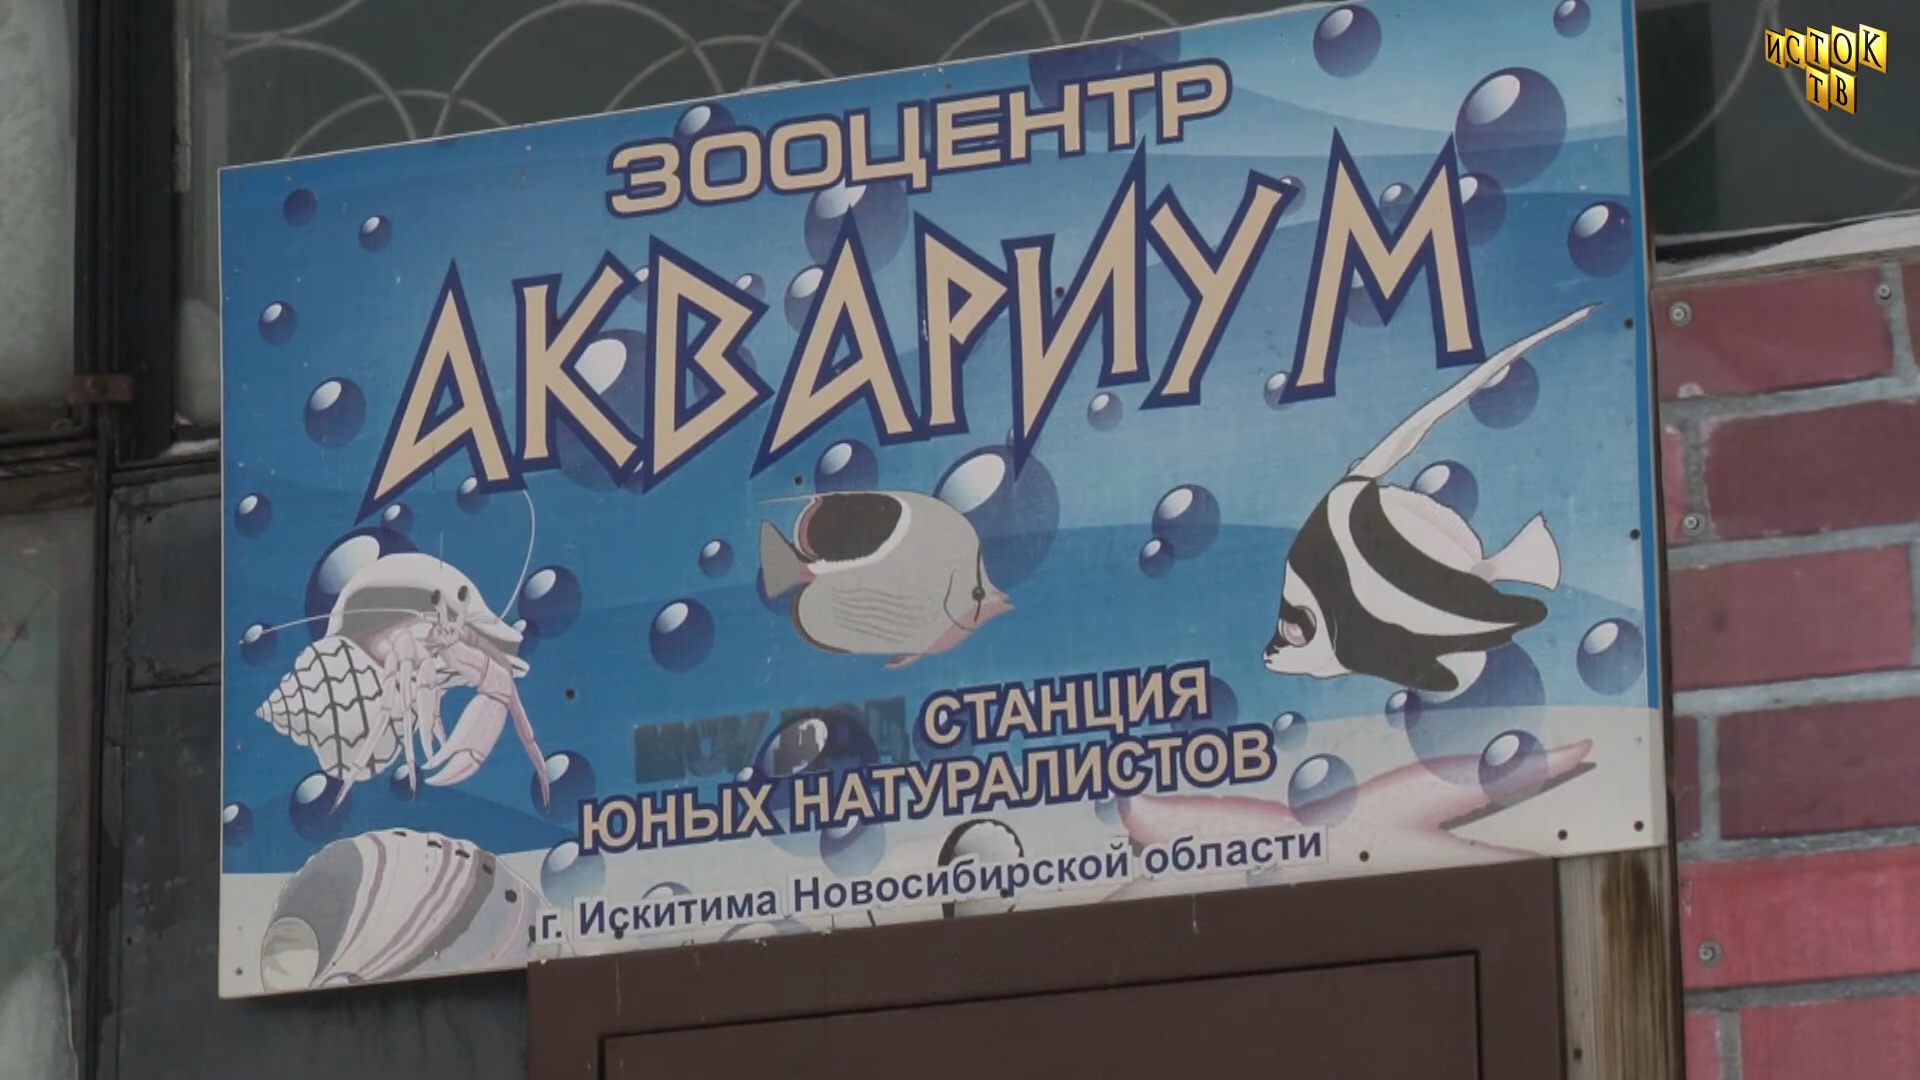 ИСТОК
ТВ
ЗООЦЕНТР
АКВАРИУМ
СТАНЦИЯ
ЮНЫХ НАТУРАЛИСТОВ
г. Искитима Новосибирской области